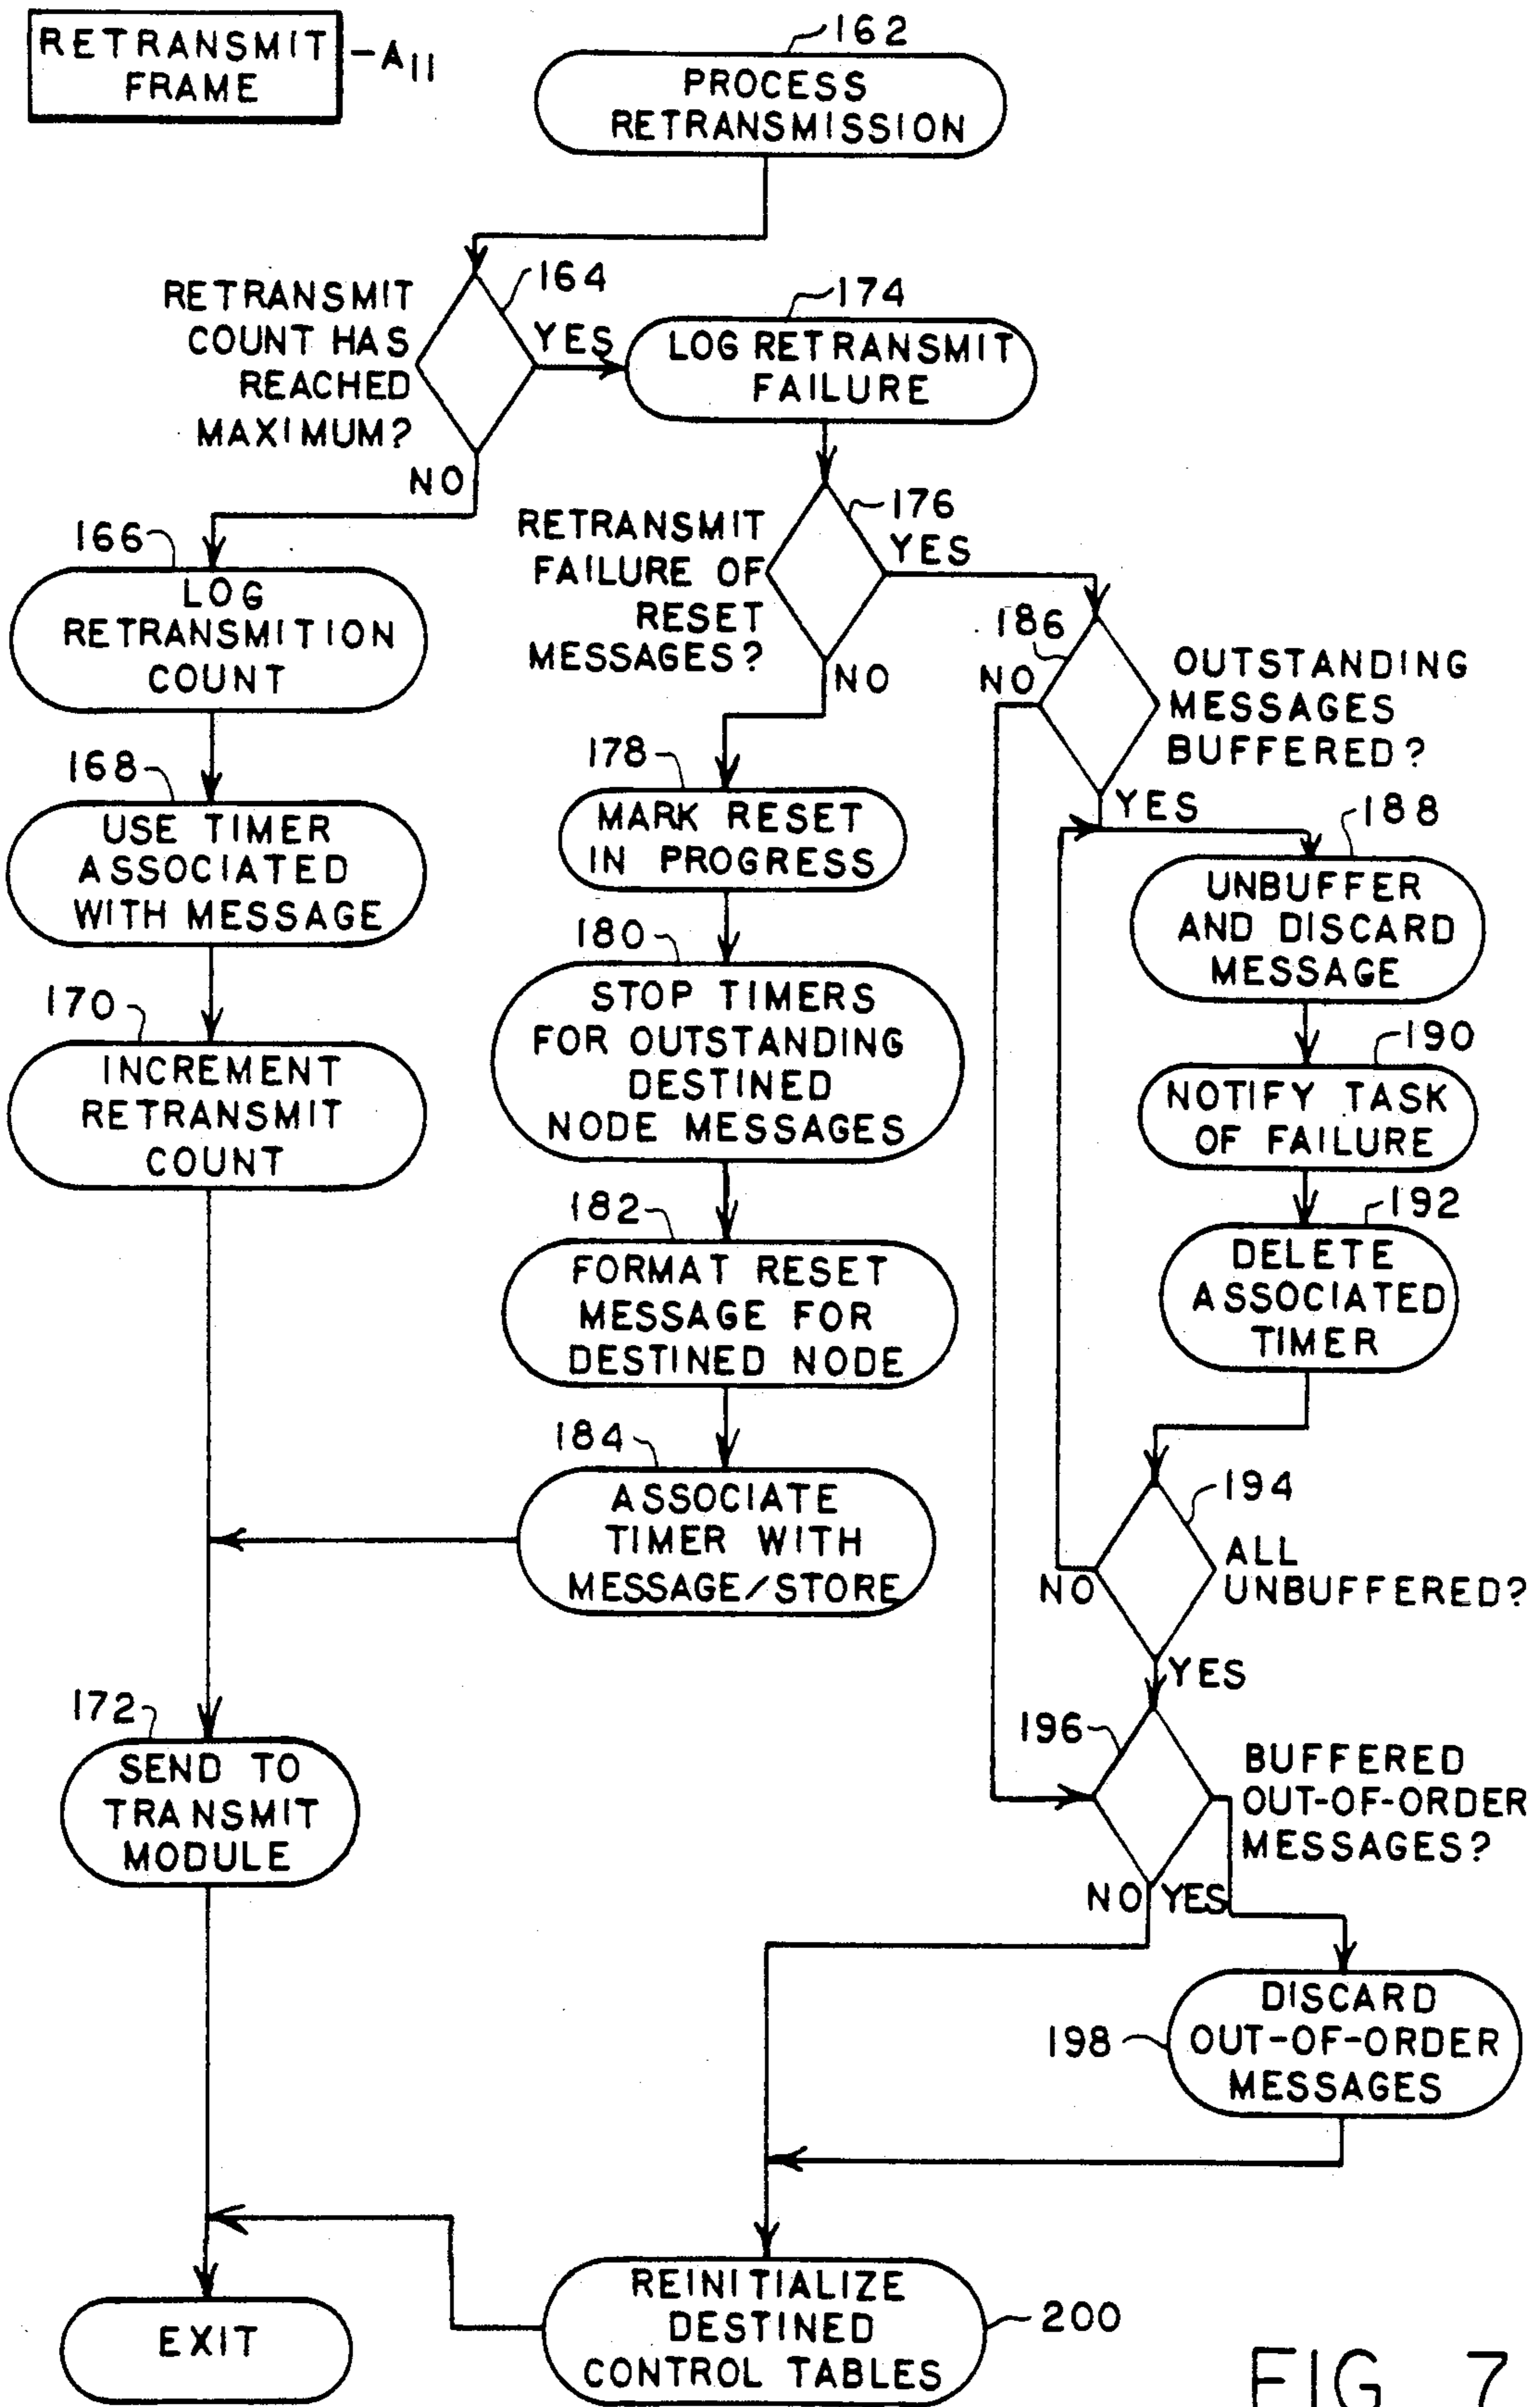 RETRANSMIT
FRAME
A11
162
PROCESS
RETRANSMISSION
RETRANSMIT
COUNT HAS
REACHED
MAXIMUM?
164
YES
NO
174
LOG RETRANSMIT
FAILURE
166
LOG
RETRANSMITION
COUNT
168
USE TIMER
ASSOCIATED
WITH MESSAGE
170
INCREMENT
RETRANSMIT
COUNT
RETRANSMIT
FAILURE OF
RESET
MESSAGES?
176
YES
NO
178
MARK RESET
IN PROGRESS
180
STOP TIMERS
FOR OUTSTANDING
DESTINED
NODE MESSAGES
182
FORMAT RESET
MESSAGE FOR
DESTINED NODE
184
ASSOCIATE
TIMER WITH
MESSAGE/STORE
186
NO
OUTSTANDING
MESSAGES
BUFFERED?
YES
188
UNBUFFER
AND DISCARD
MESSAGE
190
NOTIFY TASK
OF FAILURE
192
DELETE
ASSOCIATED
TIMER
194
ALL
UNBUFFERED?
NO
YES
196
BUFFERED
OUT-OF-ORDER
MESSAGES?
NO YES
172
SEND TO
TRANSMIT
MODULE
198
DISCARD
OUT-OF-ORDER
MESSAGES
REINITIALIZE
DESTINED
CONTROL TABLES
200
EXIT
FIG. 7